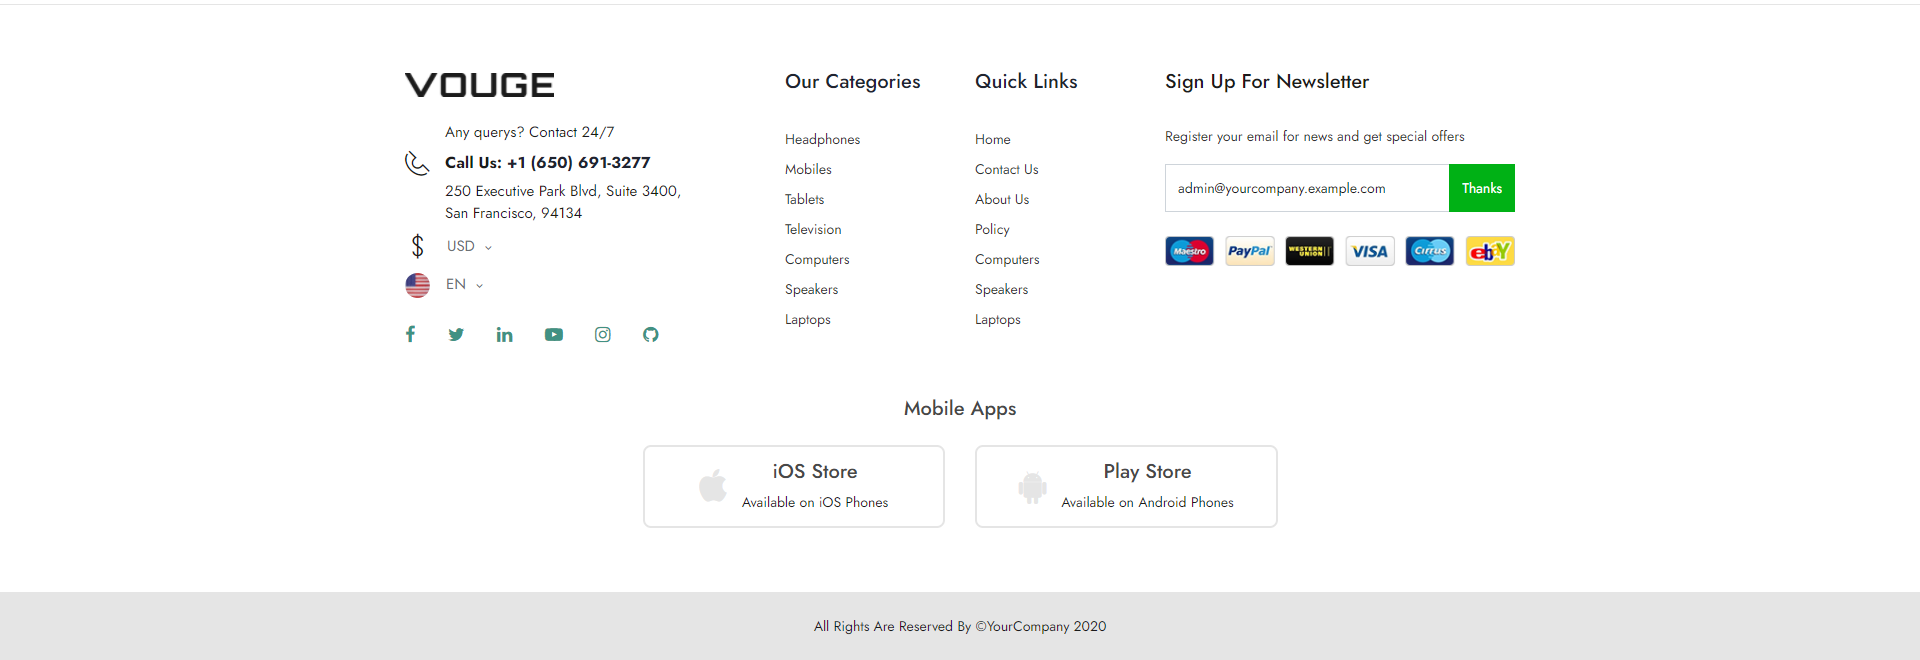 VOUGE
Any querys? Contact 24/7
Call Us: +1 (650) 691-3277
250 Executive Park Blvd, Suite 3400,
San Francisco, 94134
$ USD
EN
Our Categories
Headphones
Mobiles
Tablets
Television
Computers
Speakers
Laptops
Quick Links
Home
Contact Us
About Us
Policy
Computers
Speakers
Laptops
Sign Up For Newsletter
Register your email for news and get special offers
admin@yourcompany.example.com Thanks
Maestro PayPal WESTERN UNION VISA Cirrus ebY
Mobile Apps
iOS Store
Available on iOS Phones
Play Store
Available on Android Phones
All Rights Are Reserved By ©YourCompany 2020